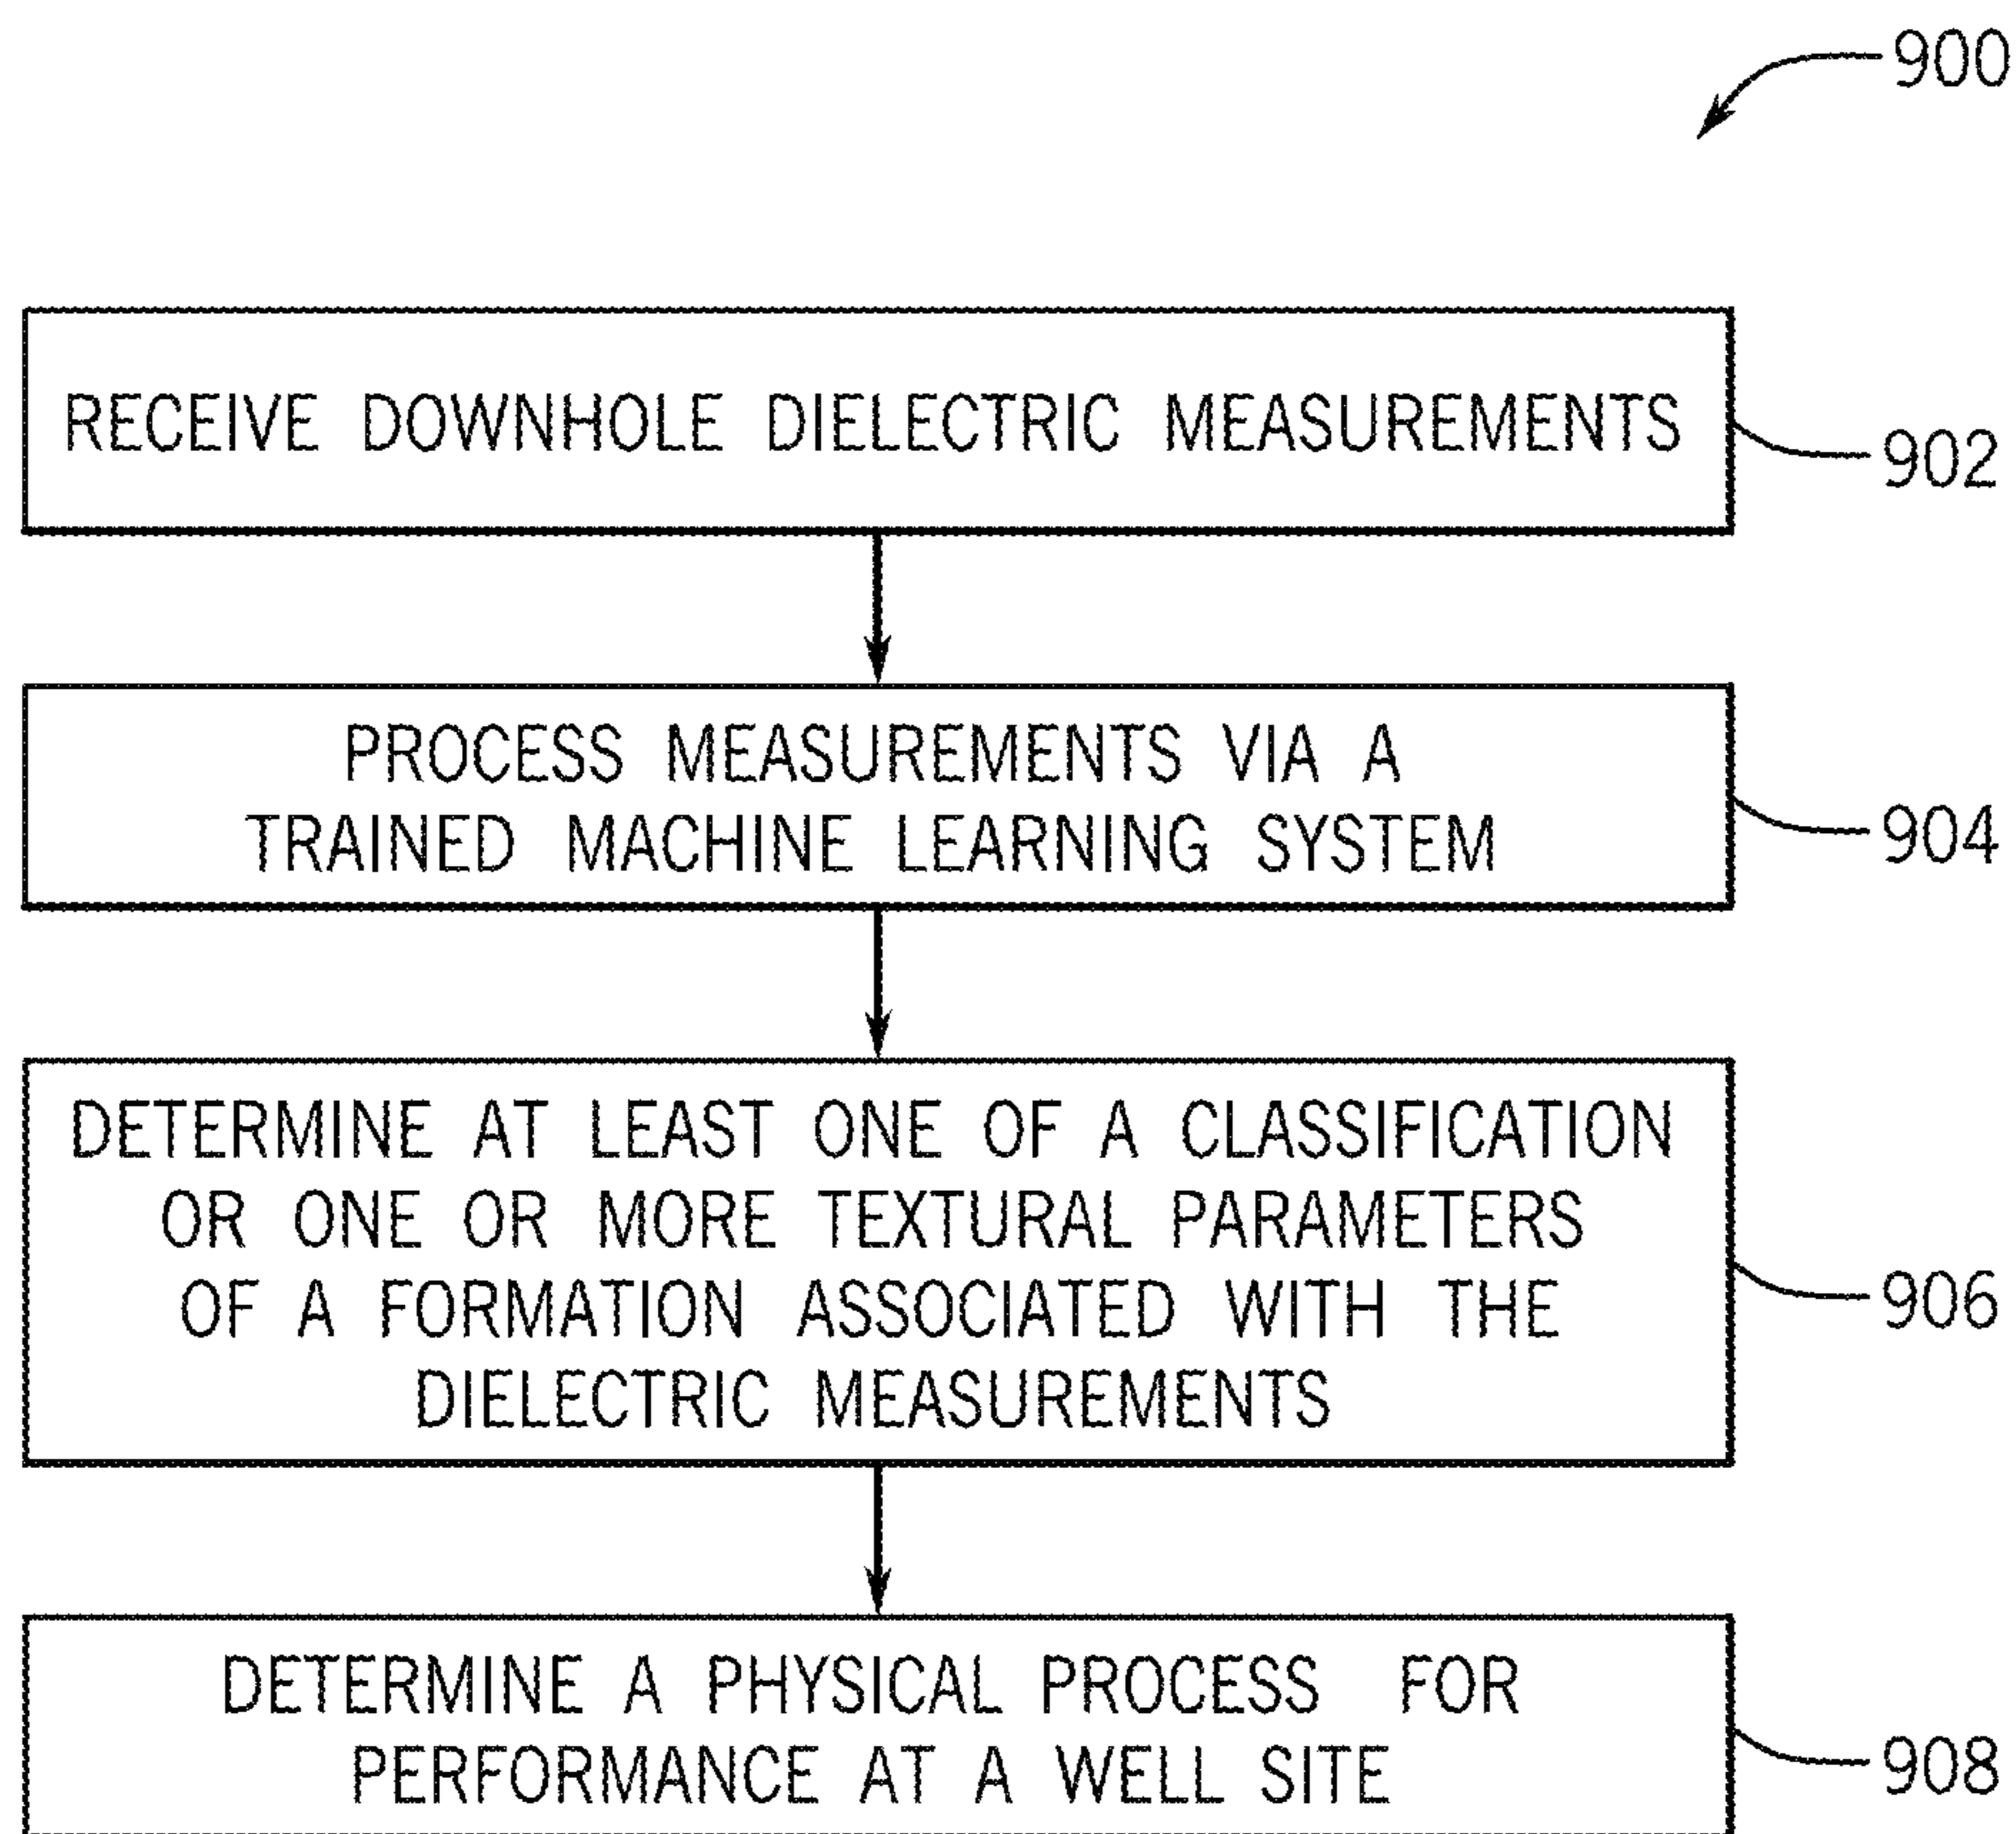 900
RECEIVE DOWNHOLE DIELECTRIC MEASUREMENTS
902
PROCESS MEASUREMENTS VIA A
TRAINED MACHINE LEARNING SYSTEM
904
DETERMINE AT LEAST ONE OF A CLASSIFICATION
OR ONE OR MORE TEXTURAL PARAMETERS
OF A FORMATION ASSOCIATED WITH THE
DIELECTRIC MEASUREMENTS
906
DETERMINE A PHYSICAL PROCESS FOR
PERFORMANCE AT A WELL SITE
908